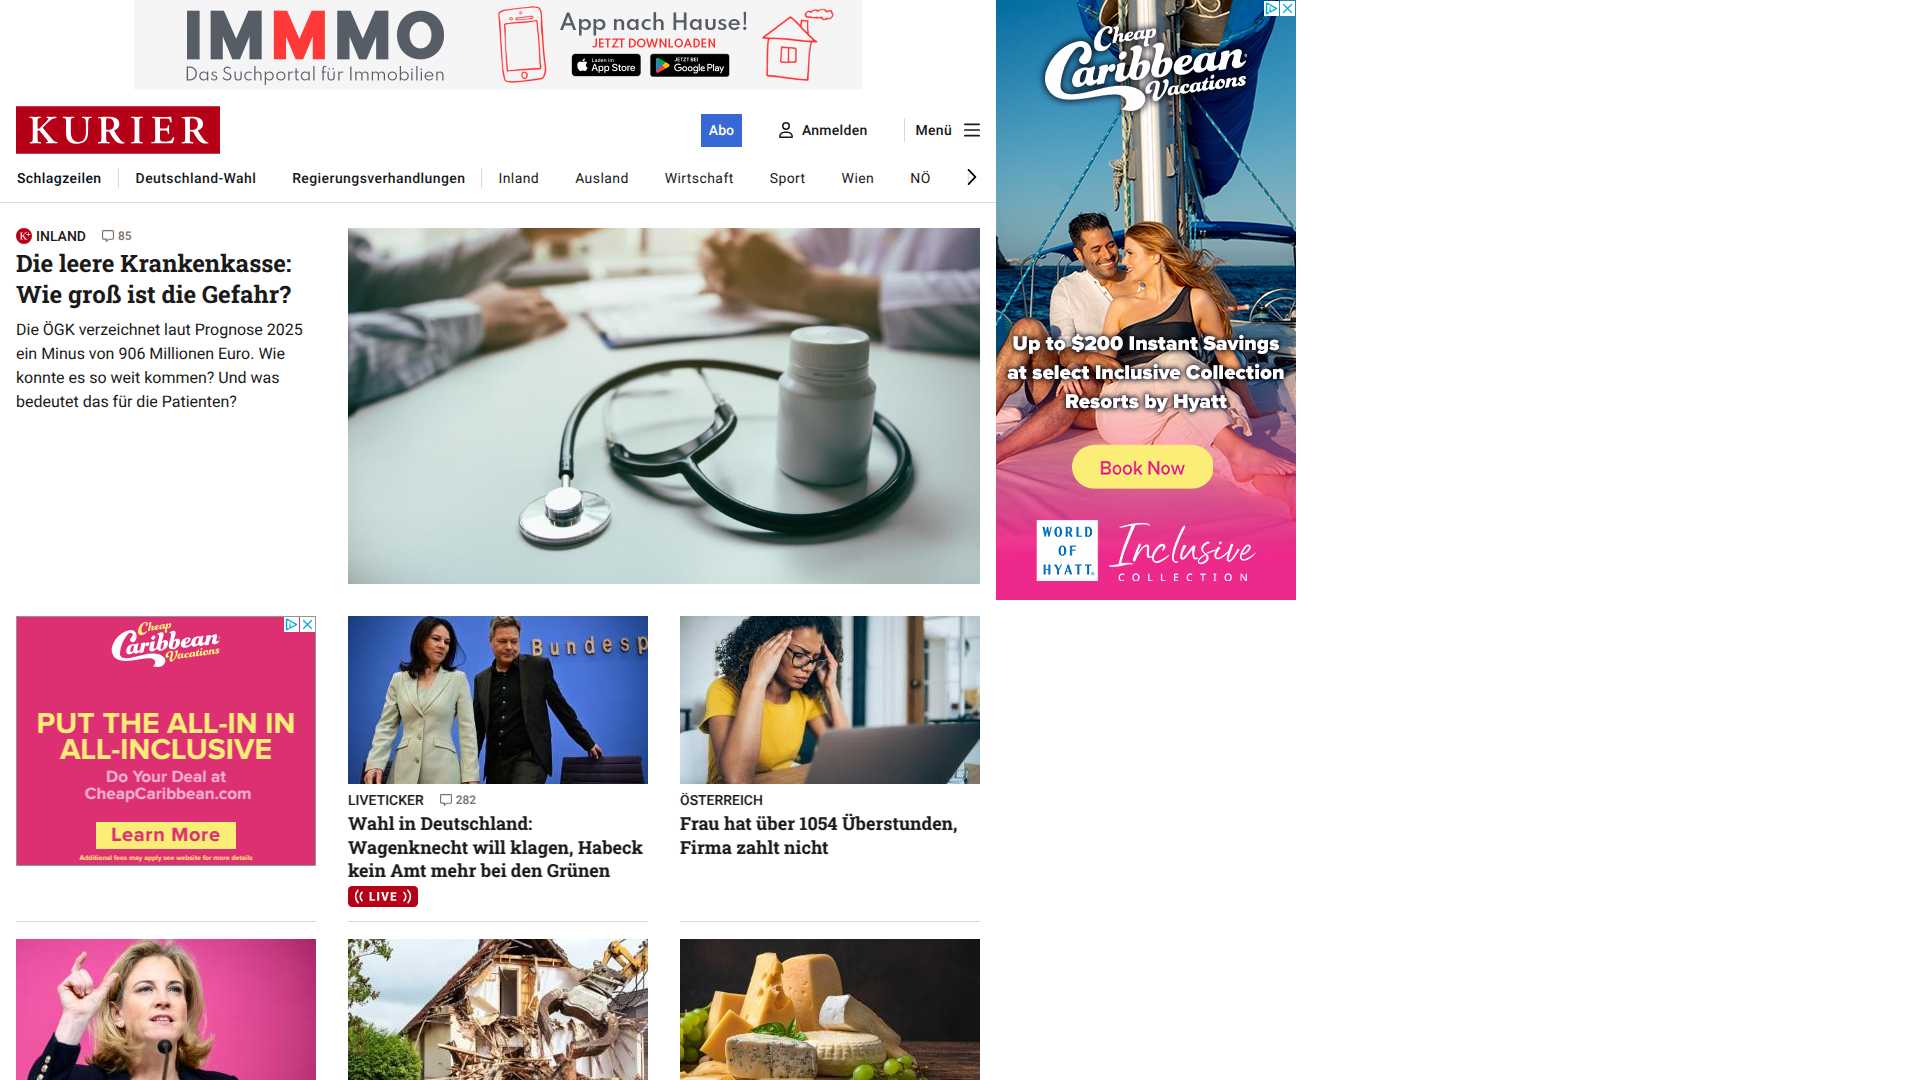 IMMMO
Das Suchportal für Immobilien
App nach Hause!
JETZT DOWNLOADEN
Laden im
App Store
JETZT BEI
Google Play
KURIER
Abo
Anmelden
Menü
Schlagzeilen
Deutschland-Wahl
Regierungsverhandlungen
Inland
Ausland
Wirtschaft
Sport
Wien
NÖ
INLAND
85
Die leere Krankenkasse:
Wie groß ist die Gefahr?
Die ÖGK verzeichnet laut Prognose 2025
ein Minus von 906 Millionen Euro. Wie
konnte es so weit kommen? Und was
bedeutet das für die Patienten?
Cheap
Caribbean
Vacations
Up to $200 Instant Savings
at select Inclusive Collection
Resorts by Hyatt
Book Now
WORLD
OF
HYATT
Inclusive
COLLECTION
Cheap
Caribbean
Vacations
PUT THE ALL-IN IN
ALL-INCLUSIVE
Do Your Deal at
CheapCaribbean.com
Learn More
Additional fees may apply see website for more details
Bundesp
LIVETICKER
282
Wahl in Deutschland:
Wagenknecht will klagen, Habeck
kein Amt mehr bei den Grünen
LIVE
ÖSTERREICH
Frau hat über 1054 Überstunden,
Firma zahlt nicht